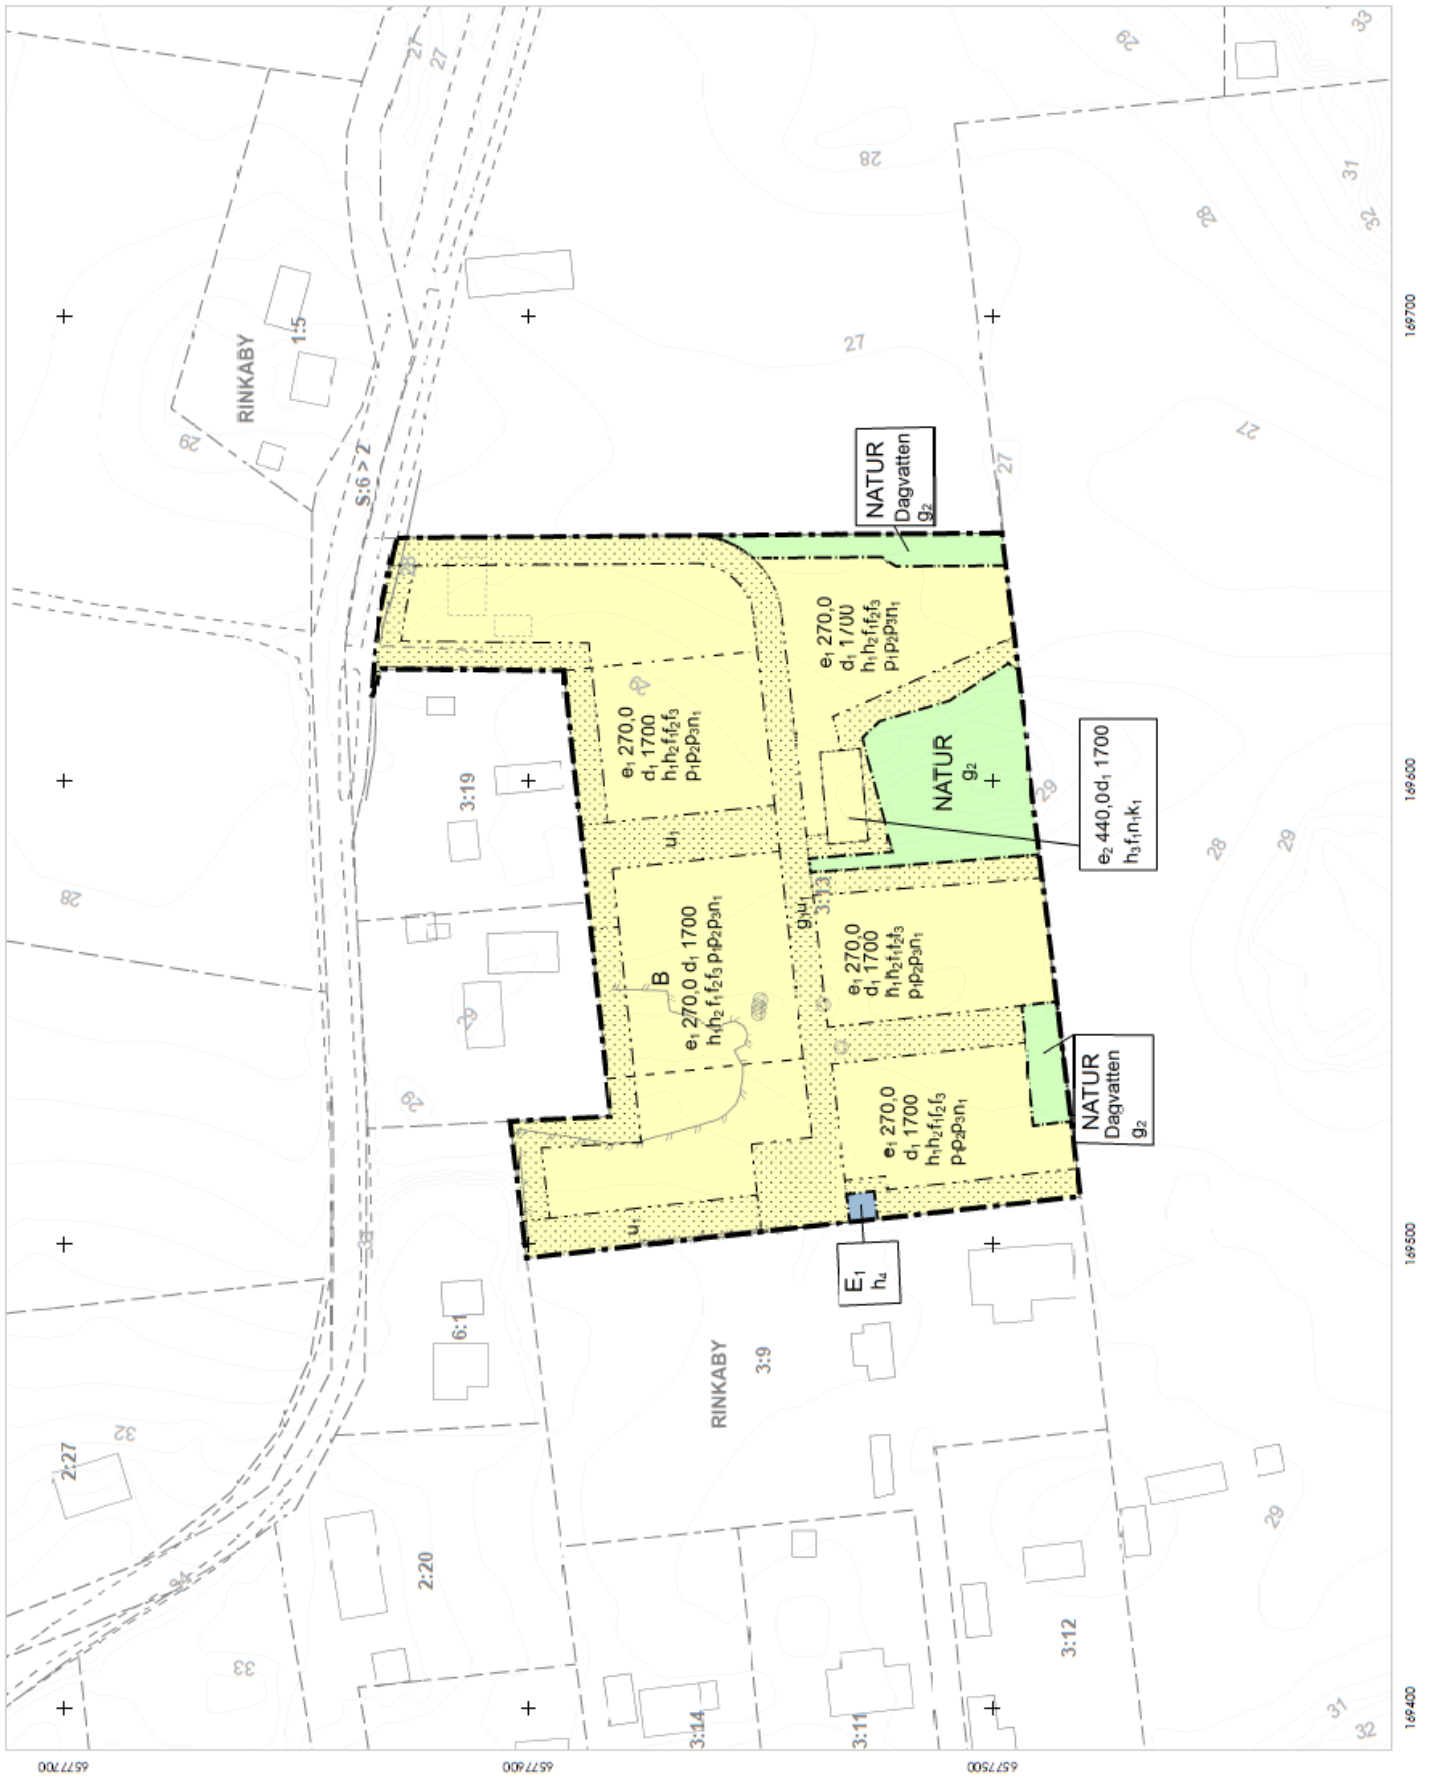 27
27
29
33
RINKABY
1:5
28
31
32
28
169700
29
S:6 > 2
27
27
27
NATUR
Dagvatten
g2
28
e1 270,0
d1 1700
h1h2f1f2f3
p1p2p3n1
29
e1 270,0
d1 1700
h1h2f1f2f3
p1p2p3n1
3:19
NATUR
g2
29
169600
e2 440,0d1 1700
h3f1n1k1
u1
28
29
28
g1u1
3:13
B
e1 270,0 d1 1700
h1h2 f1f2f3 p1p2p3n1
e1 270,0
d1 1700
h1h2f1f2f3
p1p2p3n1
29
29
NATUR
Dagvatten
g2
e1 270,0
d1 1700
h1h2f1f2f3
p1p2p3n1
u1
31
E1
h4
169500
6:1
RINKABY
3:9
32
2:27
34
2:20
29
33
3:14
3:11
3:12
31
32
169400
6577700
6577600
6577500